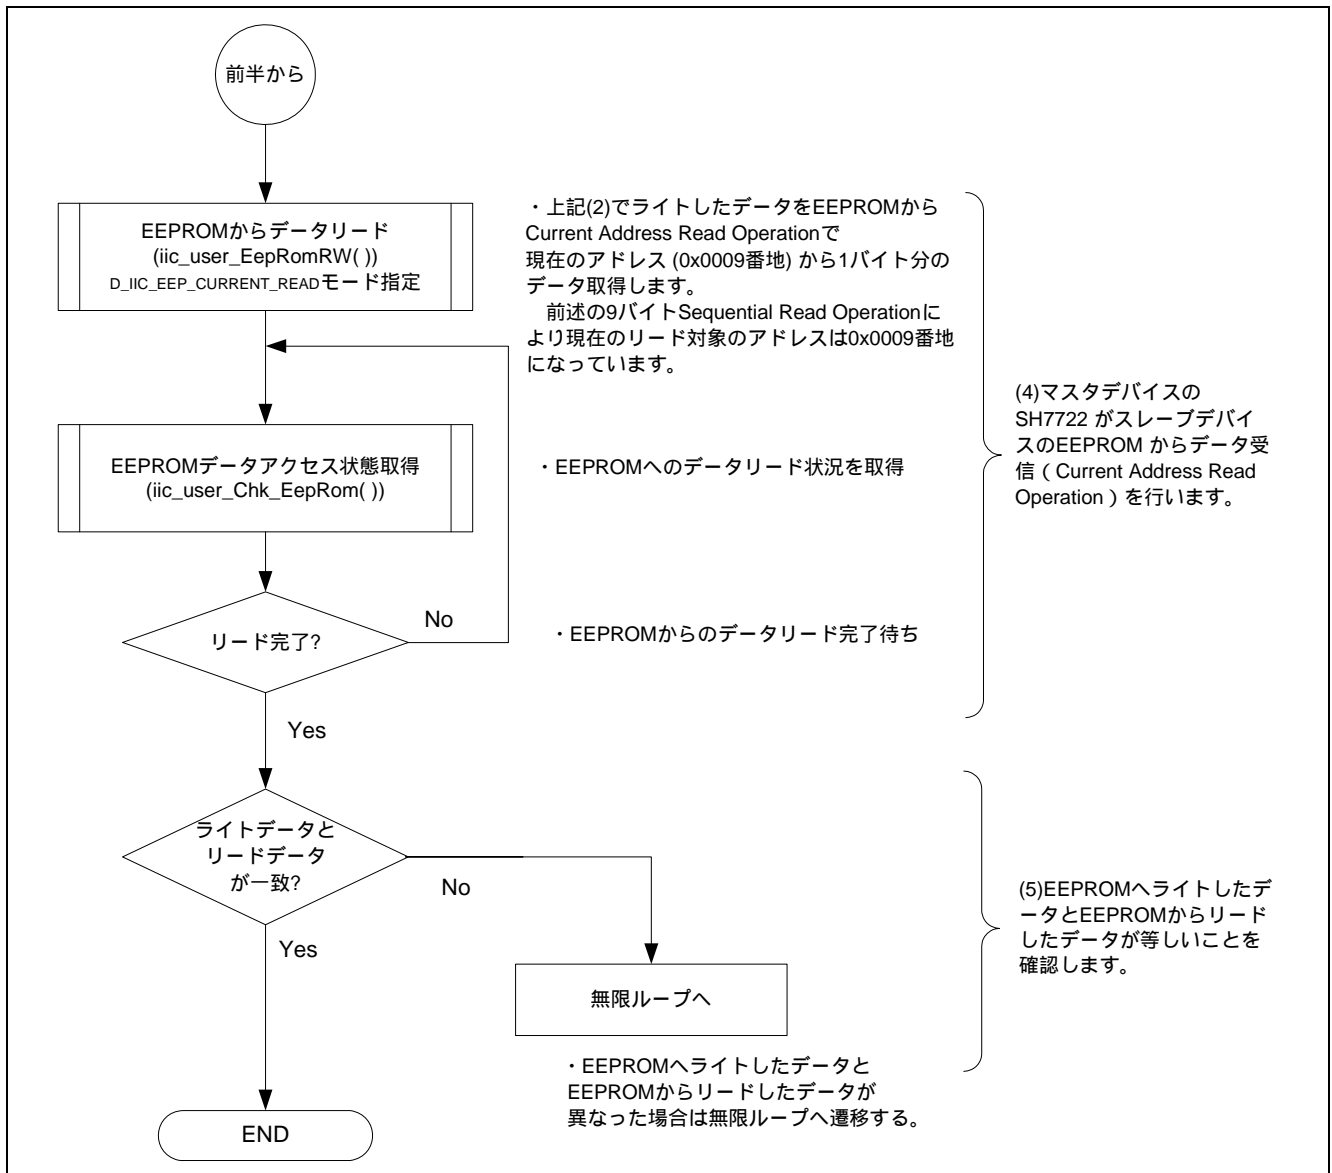 前半から
EEPROMからデータリード
(iic_user_EepRomRW( ))
D_IIC_EEP_CURRENT_READモード指定
・上記(2)でライトしたデータをEEPROMから
Current Address Read Operationで
現在のアドレス (0x0009番地) から1バイト分の
データ取得します。
前述の9バイトSequential Read Operationに
より現在のリード対象のアドレスは0x0009番地
になっています。
(4)マスタデバイスの
SH7722 がスレーブデバイ
スのEEPROM からデータ受
信（Current Address Read
Operation）を行います。
EEPROMデータアクセス状態取得
(iic_user_Chk_EepRom( ))
・EEPROMへのデータリード状況を取得
リード完了?
No
・EEPROMからのデータリード完了待ち
Yes
ライトデータと
リードデータ
が一致?
No
Yes
(5)EEPROMへライトしたデ
ータとEEPROMからリード
したデータが等しいことを
確認します。
無限ループへ
・EEPROMへライトしたデータと
EEPROMからリードしたデータが
異なった場合は無限ループへ遷移する。
END